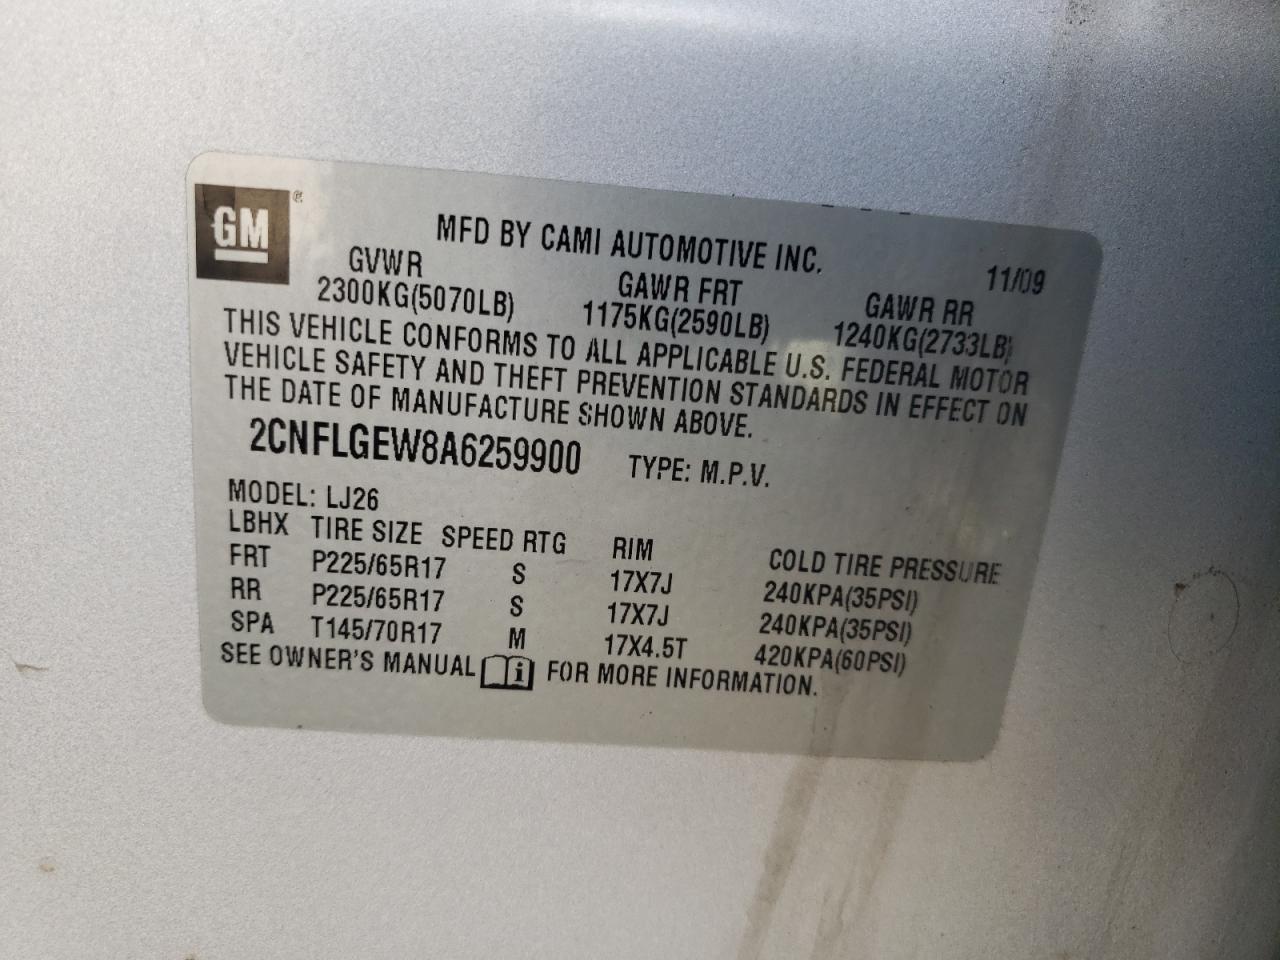 GM ®
MFD BY CAMI AUTOMOTIVE INC.
11/09
GVWR GAWR FRT GAWR RR
2300KG(5070LB) 1175KG(2590LB) 1240KG(2733LB)
THIS VEHICLE CONFORMS TO ALL APPLICABLE U.S. FEDERAL MOTOR
VEHICLE SAFETY AND THEFT PREVENTION STANDARDS IN EFFECT ON
THE DATE OF MANUFACTURE SHOWN ABOVE.
2CNFLGEW8A6259900 TYPE: M.P.V.
MODEL: LJ26
LBHX TIRE SIZE SPEED RTG RIM COLD TIRE PRESSURE
FRT P225/65R17 S 17X7J 240KPA(35PSI)
RR P225/65R17 S 17X7J 240KPA(35PSI)
SPA T145/70R17 M 17X4.5T 420KPA(60PSI)
SEE OWNER'S MANUAL i FOR MORE INFORMATION.